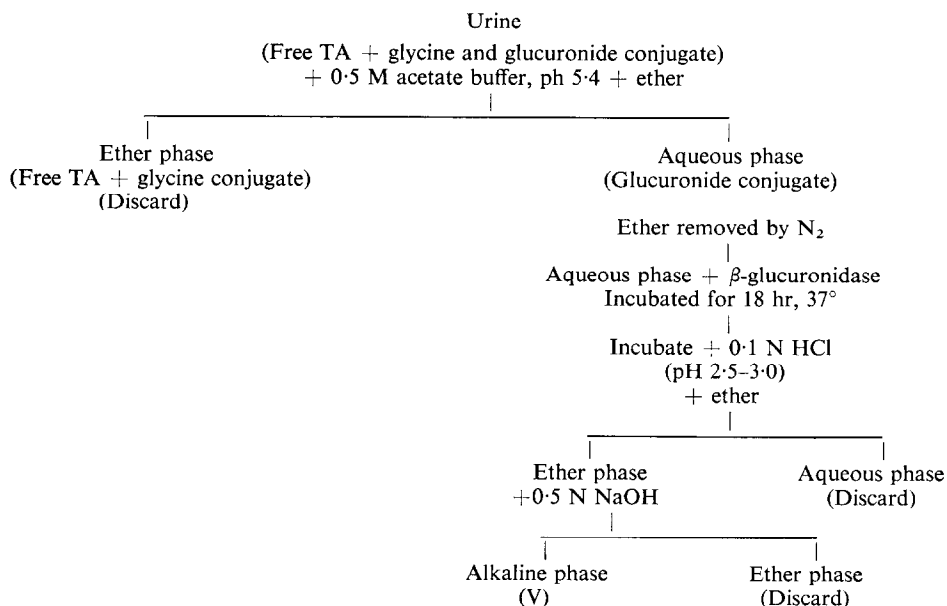 Urine
(Free TA + glycine and glucuronide conjugate)
+ 0·5 M acetate buffer, ph 5·4 + ether
Ether phase
(Free TA + glycine conjugate)
(Discard)
Aqueous phase
(Glucuronide conjugate)
Ether removed by N₂
Aqueous phase + β-glucuronidase
Incubated for 18 hr, 37°
Incubate + 0·1 N HCl
(pH 2·5–3·0)
+ ether
Ether phase
+0·5 N NaOH
Aqueous phase
(Discard)
Alkaline phase
(V)
Ether phase
(Discard)